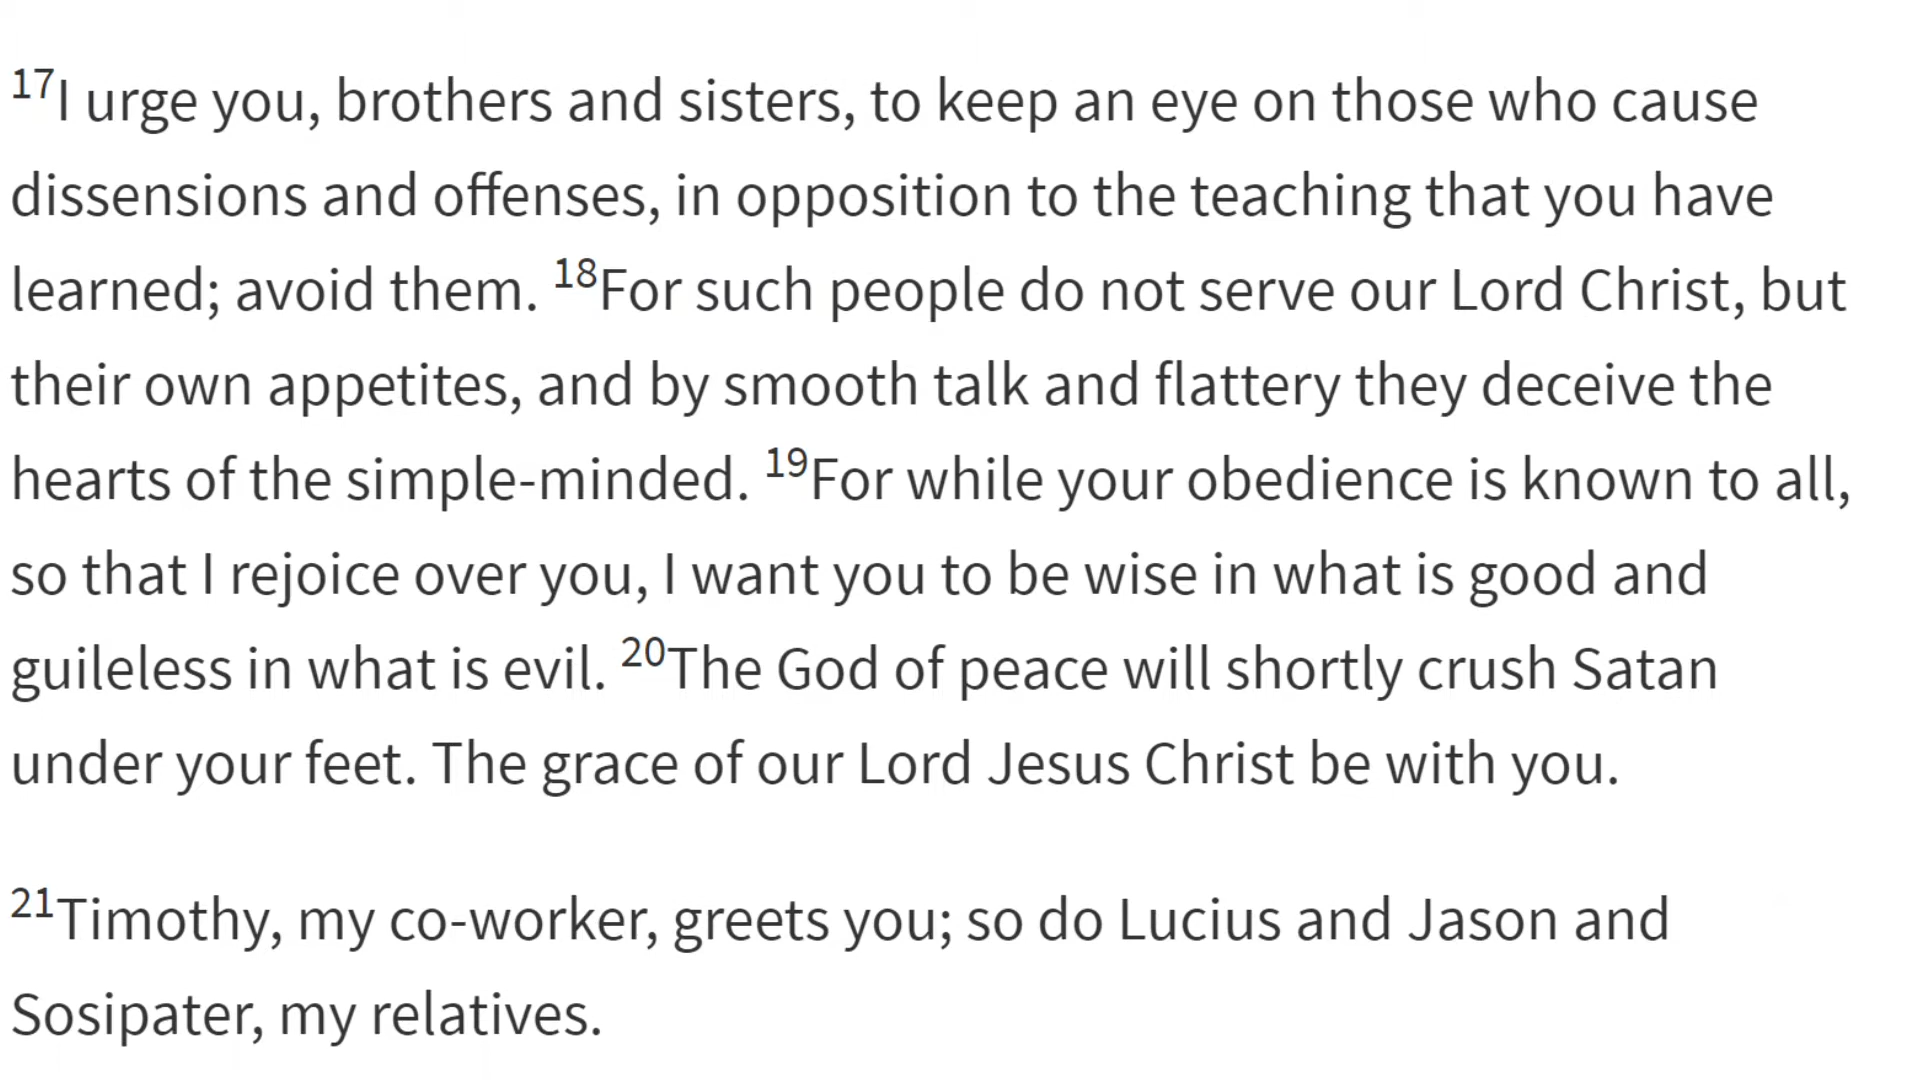 17I urge you, brothers and sisters, to keep an eye on those who cause
dissensions and offenses, in opposition to the teaching that you have
learned; avoid them. 18For such people do not serve our Lord Christ, but
their own appetites, and by smooth talk and flattery they deceive the
hearts of the simple-minded. 19For while your obedience is known to all,
so that I rejoice over you, I want you to be wise in what is good and
guileless in what is evil. 20The God of peace will shortly crush Satan
under your feet. The grace of our Lord Jesus Christ be with you.
21Timothy, my co-worker, greets you; so do Lucius and Jason and
Sosipater, my relatives.